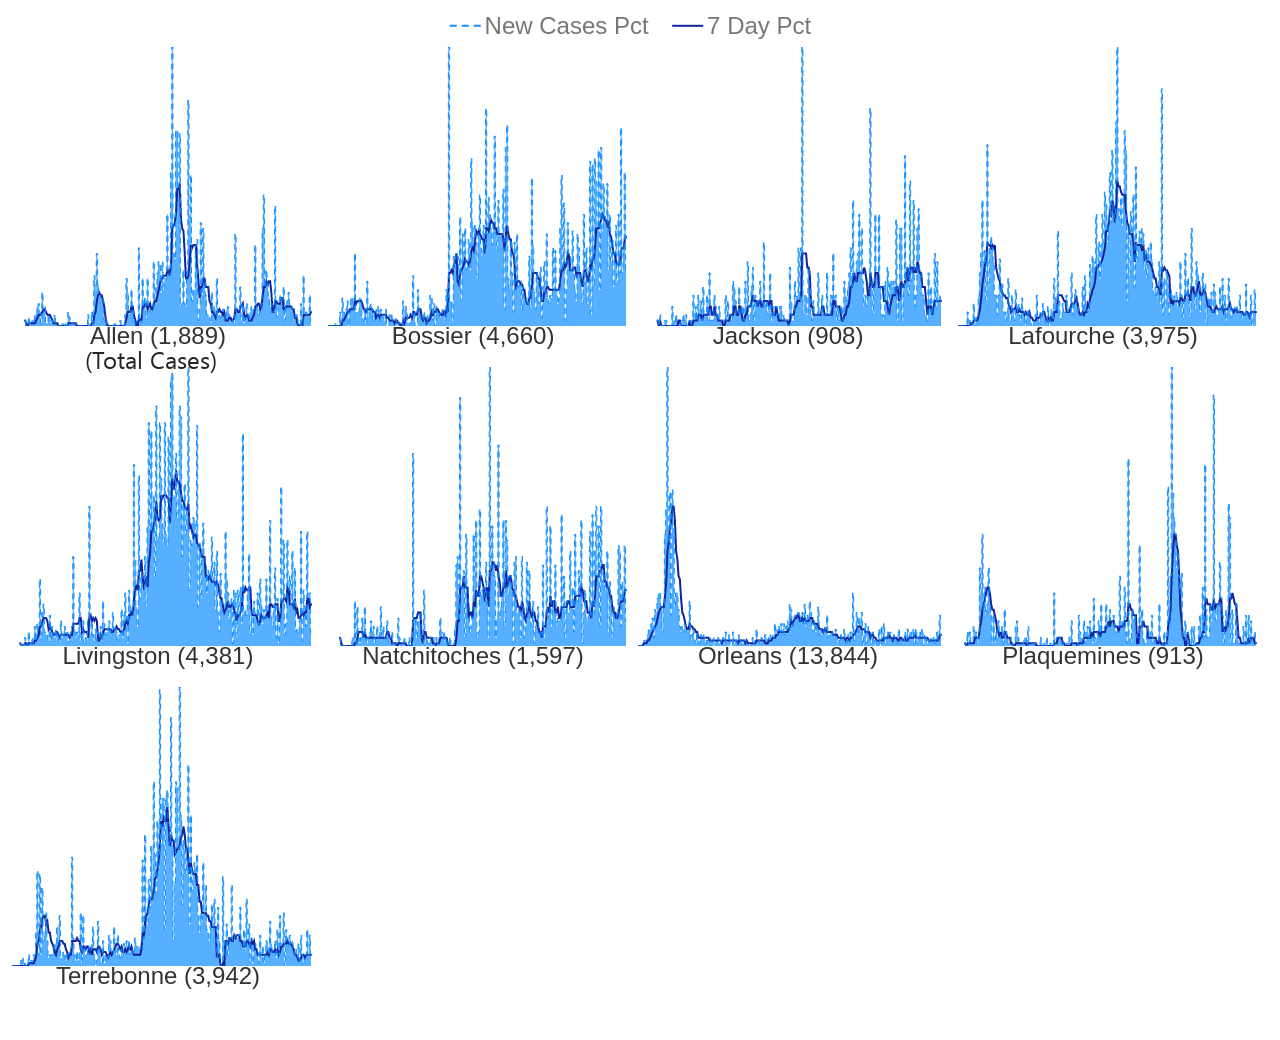 New Cases Pct 7 Day Pct
Allen (1,889) Bossier (4,660) Jackson (908) Lafourche (3,975)
(Total Cases)
Livingston (4,381) Natchitoches (1,597) Orleans (13,844) Plaquemines (913)
Terrebonne (3,942)